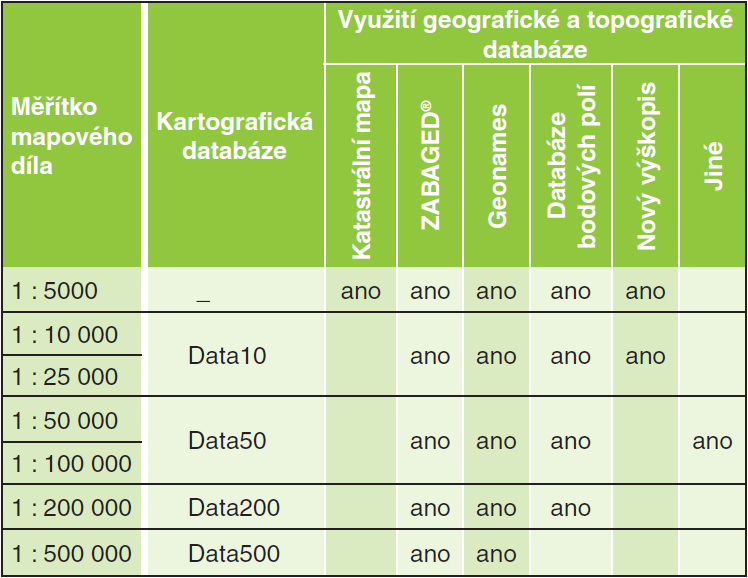 Měřítko
mapového
díla
Kartografická
databáze
Využití geografické a topografické
databáze
Katastrální mapa
ZABAGED®
Geonames
Databáze
bodových polí
Nový výškopis
Jiné
1 : 5000 _ ano ano ano ano ano
1 : 10 000
1 : 25 000
Data10 ano ano ano ano
1 : 50 000
1 : 100 000
Data50 ano ano ano ano
1 : 200 000 Data200 ano ano ano
1 : 500 000 Data500 ano ano